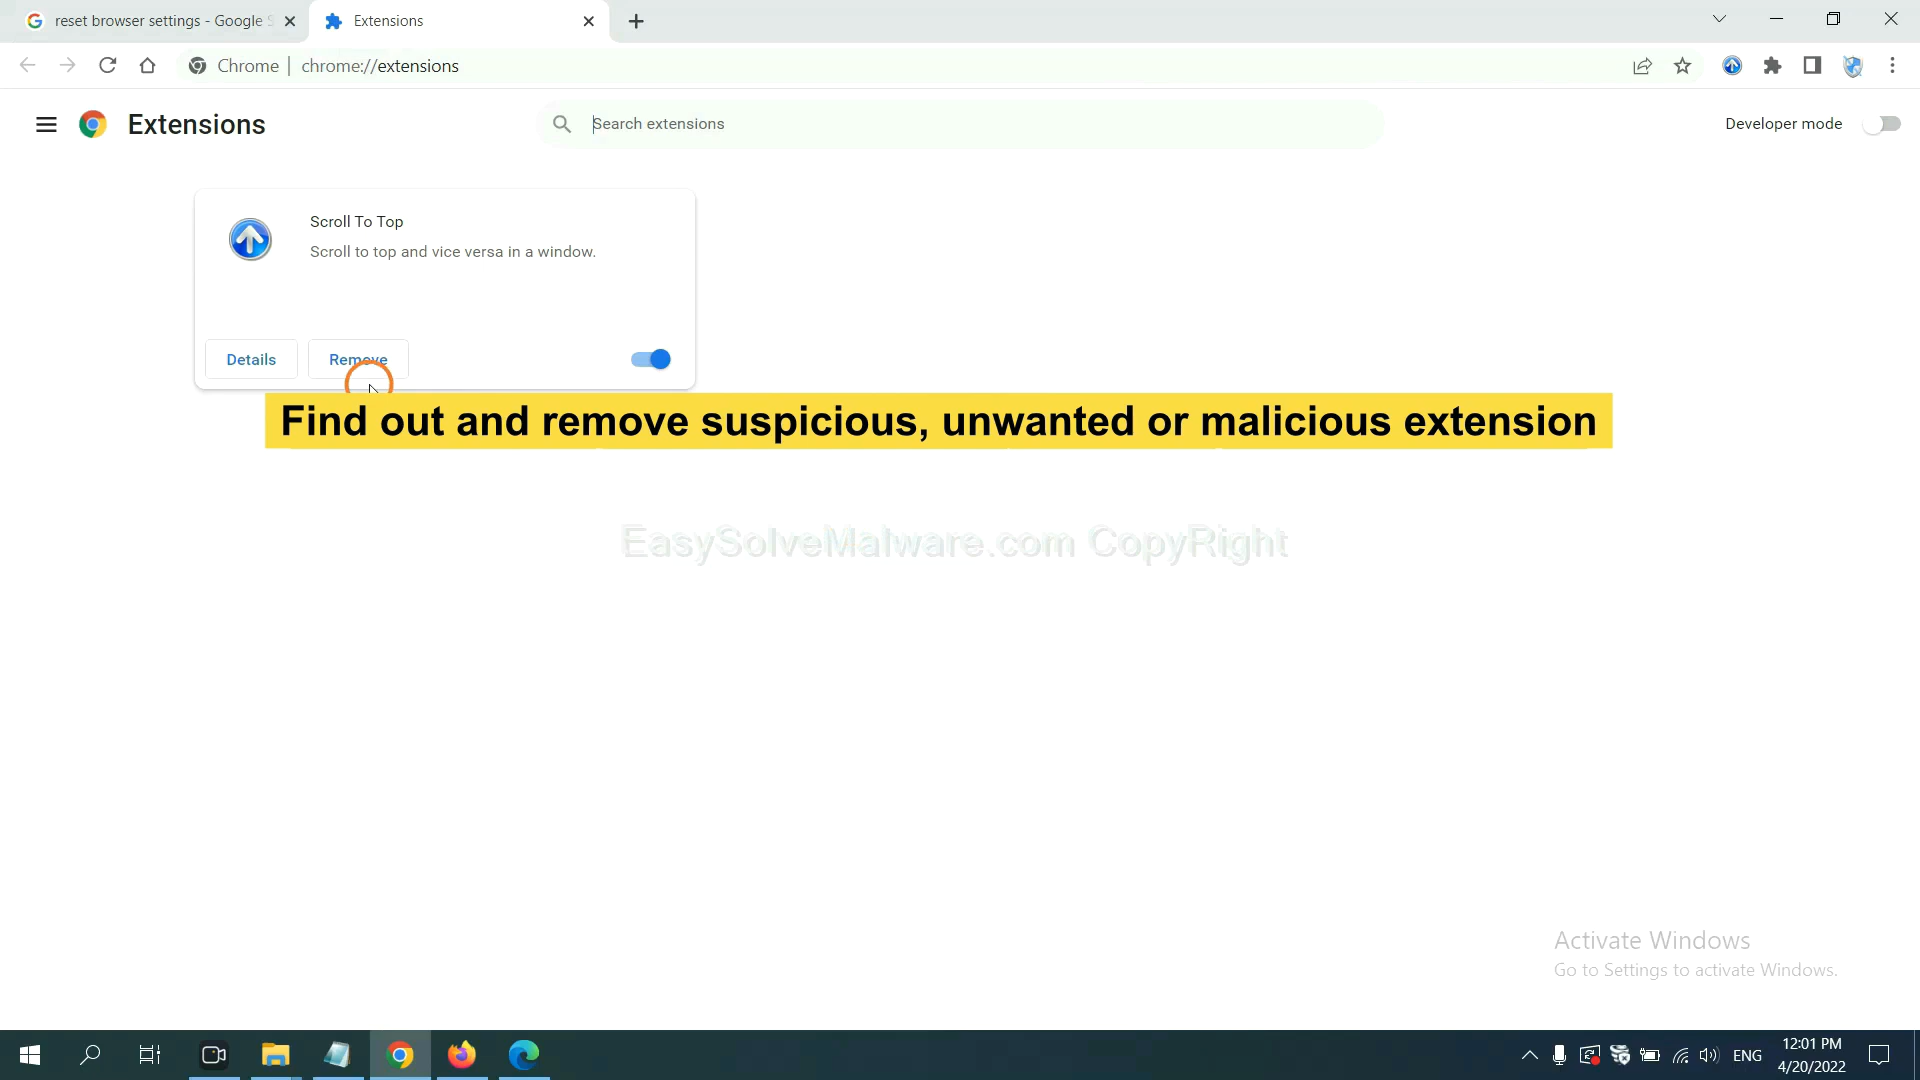 reset browser settings - Google S
Extensions
Chrome | chrome://extensions
Extensions
Search extensions
Developer mode
Scroll To Top
Scroll to top and vice versa in a window.
Details
Remove
Find out and remove suspicious, unwanted or malicious extension
EasySolveMalware.com CopyRight
Activate Windows
Go to Settings to activate Windows.
ENG
12:01 PM
4/20/2022